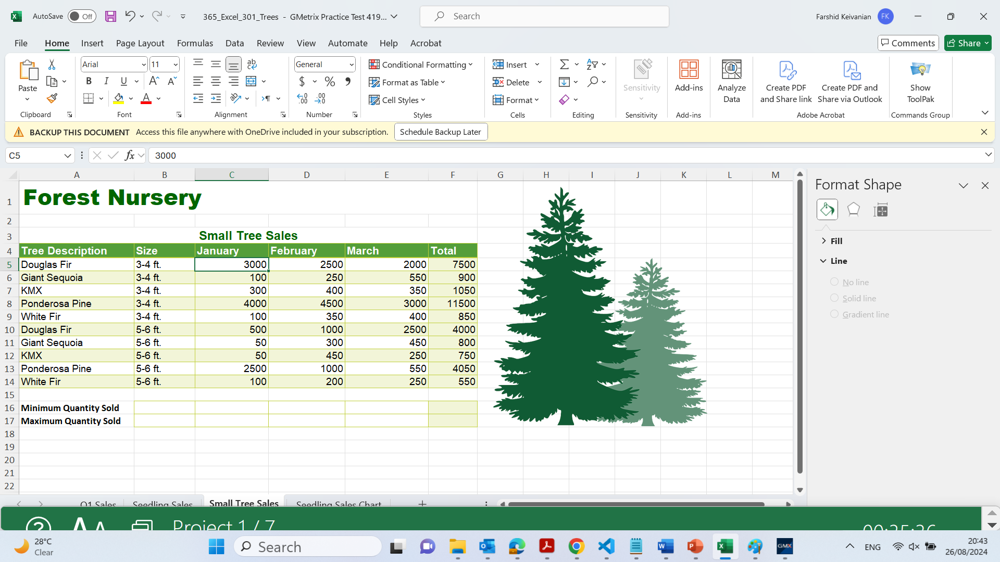 AutoSave Off 365_Excel_301_Trees - GMetrix Practice Test 419... Search Farshid Keivanian FK
File Home Insert Page Layout Formulas Data Review View Automate Help Acrobat Comments Share
Paste Arial 11 General Conditional Formatting Insert Sensitivity Add-ins Analyze Data Create PDF and Share link Create PDF and Share via Outlook Show ToolPak
Format as Table Delete
Cell Styles Format
Clipboard Font Alignment Number Styles Cells Editing Sensitivity Add-ins Adobe Acrobat Commands Group
BACKUP THIS DOCUMENT Access this file anywhere with OneDrive included in your subscription. Schedule Backup Later
C5 fx 3000
A B C D E F G H I J K L M
1 Forest Nursery
2
3 Small Tree Sales
4 Tree Description Size January February March Total
5 Douglas Fir 3-4 ft. 3000 2500 2000 7500
6 Giant Sequoia 3-4 ft. 100 250 550 900
7 KMX 3-4 ft. 300 400 350 1050
8 Ponderosa Pine 3-4 ft. 4000 4500 3000 11500
9 White Fir 3-4 ft. 100 350 400 850
10 Douglas Fir 5-6 ft. 500 1000 2500 4000
11 Giant Sequoia 5-6 ft. 50 300 450 800
12 KMX 5-6 ft. 50 450 250 750
13 Ponderosa Pine 5-6 ft. 2500 1000 550 4050
14 White Fir 5-6 ft. 100 200 250 550
15
16 Minimum Quantity Sold
17 Maximum Quantity Sold
18
19
20
21
22
Format Shape
Fill
Line
No line
Solid line
Gradient line
Q1 Sales Seedling Sales Small Tree Sales Seedling Sales Chart
Project 1 / 7 00:35:36
28°C
Clear
Search
GMX
ENG
20:43
26/08/2024